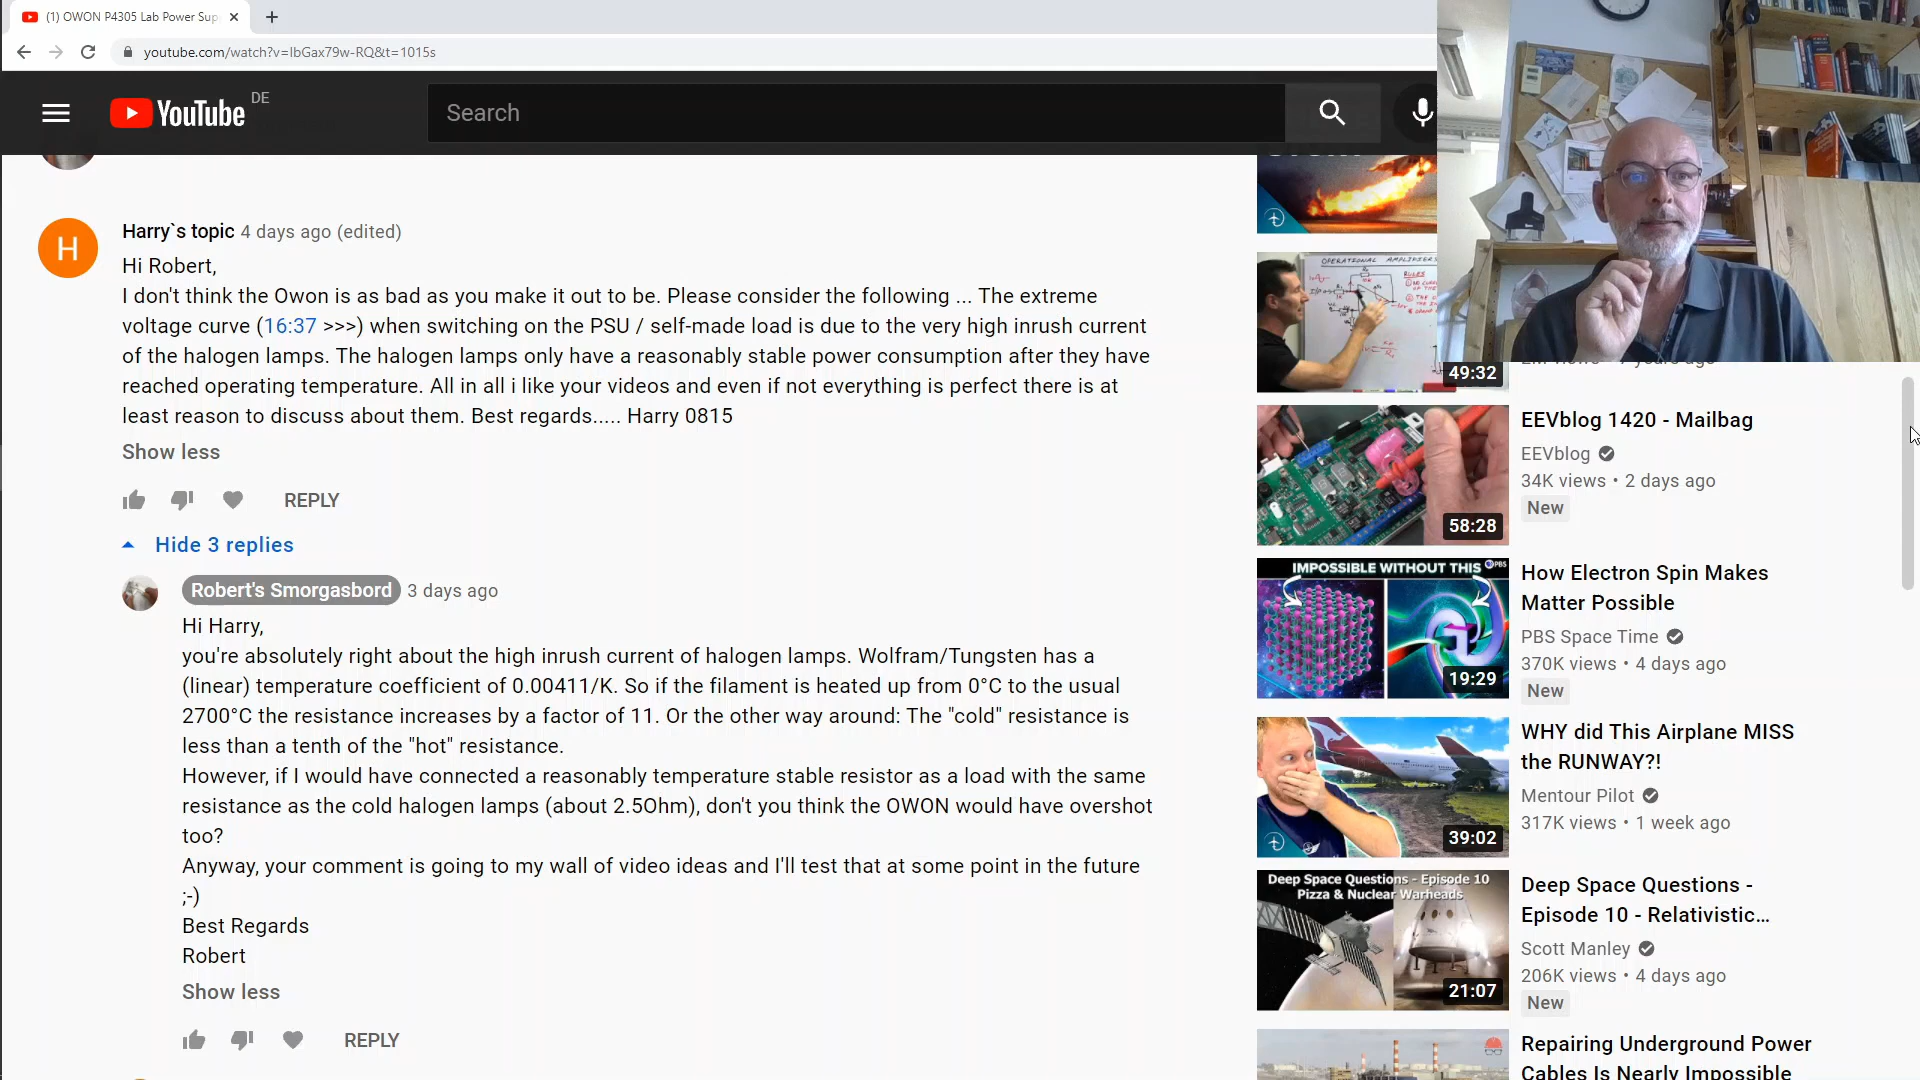 (1) OWON P4305 Lab Power Sup
youtube.com/watch?v=IbGax79w-RQ&t=1015s
YouTube DE
Search
Harry`s topic 4 days ago (edited)
Hi Robert,
I don't think the Owon is as bad as you make it out to be. Please consider the following ... The extreme
voltage curve (16:37 >>>) when switching on the PSU / self-made load is due to the very high inrush current
of the halogen lamps. The halogen lamps only have a reasonably stable power consumption after they have
reached operating temperature. All in all i like your videos and even if not everything is perfect there is at
least reason to discuss about them. Best regards..... Harry 0815
Show less
REPLY
Hide 3 replies
Robert's Smorgasbord 3 days ago
Hi Harry,
you're absolutely right about the high inrush current of halogen lamps. Wolfram/Tungsten has a
(linear) temperature coefficient of 0.00411/K. So if the filament is heated up from 0°C to the usual
2700°C the resistance increases by a factor of 11. Or the other way around: The "cold" resistance is
less than a tenth of the "hot" resistance.
However, if I would have connected a reasonably temperature stable resistor as a load with the same
resistance as the cold halogen lamps (about 2.5Ohm), don't you think the OWON would have overshot
too?
Anyway, your comment is going to my wall of video ideas and I'll test that at some point in the future
;-)
Best Regards
Robert
Show less
REPLY
OPERATIONAL AMPLIFIERS
RULES
49:32
58:28
EEVblog 1420 - Mailbag
EEVblog
34K views • 2 days ago
New
IMPOSSIBLE WITHOUT THIS
PBS
19:29
How Electron Spin Makes
Matter Possible
PBS Space Time
370K views • 4 days ago
New
39:02
WHY did This Airplane MISS
the RUNWAY?!
Mentour Pilot
317K views • 1 week ago
Deep Space Questions - Episode 10
Pizza & Nuclear Warheads
21:07
Deep Space Questions -
Episode 10 - Relativistic...
Scott Manley
206K views • 4 days ago
New
Repairing Underground Power
Cables Is Nearly Impossible